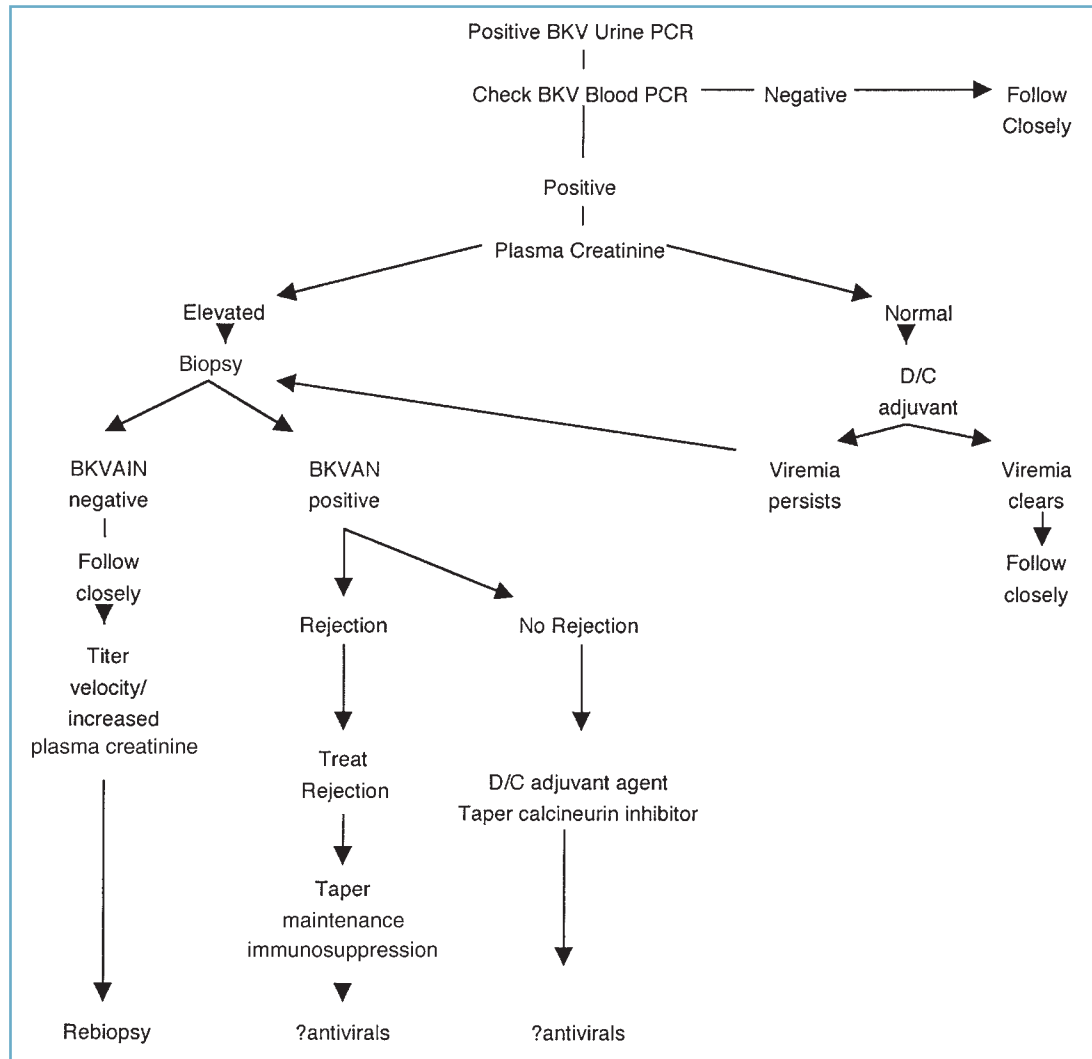 Positive BKV Urine PCR
Check BKV Blood PCR
Negative
Follow
Closely
Positive
Plasma Creatinine
Elevated
Normal
Biopsy
D/C
adjuvant
BKVAIN
negative
BKVAN
positive
Viremia
persists
Viremia
clears
Follow
closely
Follow
closely
Rejection
No Rejection
Titer
velocity/
increased
plasma creatinine
Treat
Rejection
D/C adjuvant agent
Taper calcineurin inhibitor
Taper
maintenance
immunosuppression
Rebiopsy
?antivirals
?antivirals